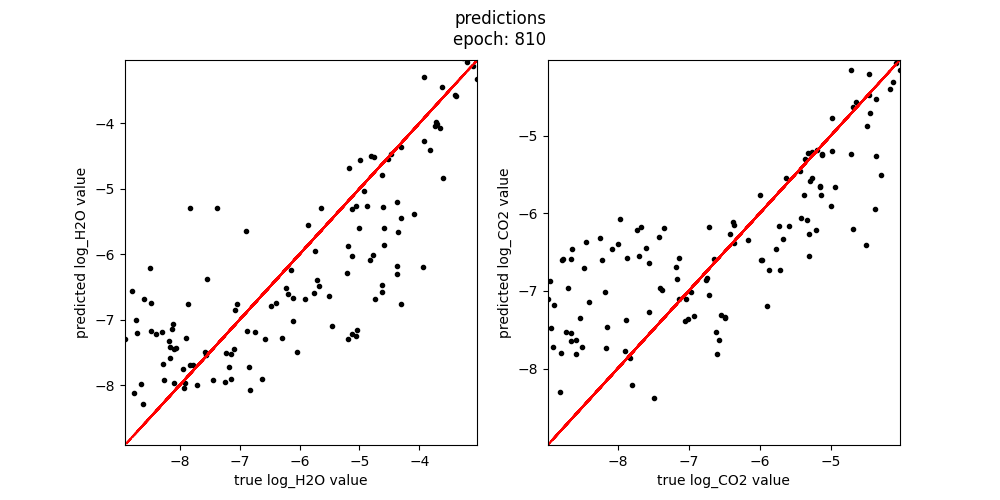 predictions
epoch: 810
predicted log_H2O value
−4
−5
−6
−7
−8
−8 −7 −6 −5 −4
true log_H2O value
predicted log_CO2 value
−5
−6
−7
−8
−8 −7 −6 −5
true log_CO2 value